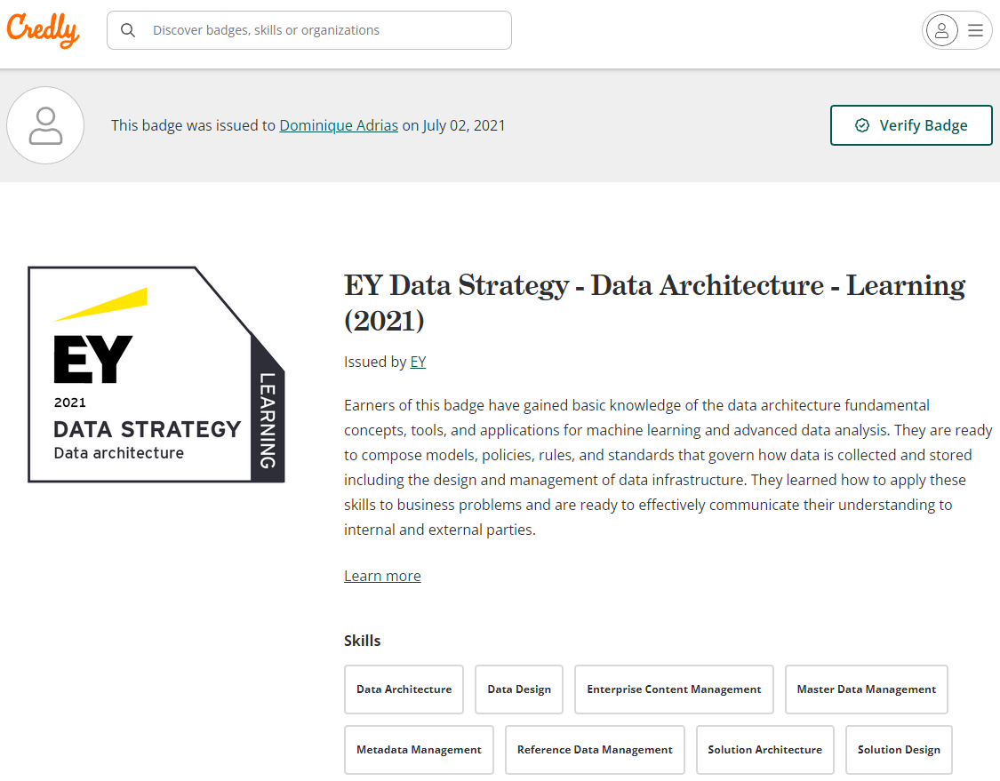 Credly
Discover badges, skills or organizations
This badge was issued to Dominique Adrias on July 02, 2021
Verify Badge
EY
2021
DATA STRATEGY
Data architecture
LEARNING
EY Data Strategy - Data Architecture - Learning
(2021)
Issued by EY
Earners of this badge have gained basic knowledge of the data architecture fundamental
concepts, tools, and applications for machine learning and advanced data analysis. They are ready
to compose models, policies, rules, and standards that govern how data is collected and stored
including the design and management of data infrastructure. They learned how to apply these
skills to business problems and are ready to effectively communicate their understanding to
internal and external parties.
Learn more
Skills
Data Architecture Data Design Enterprise Content Management Master Data Management
Metadata Management Reference Data Management Solution Architecture Solution Design